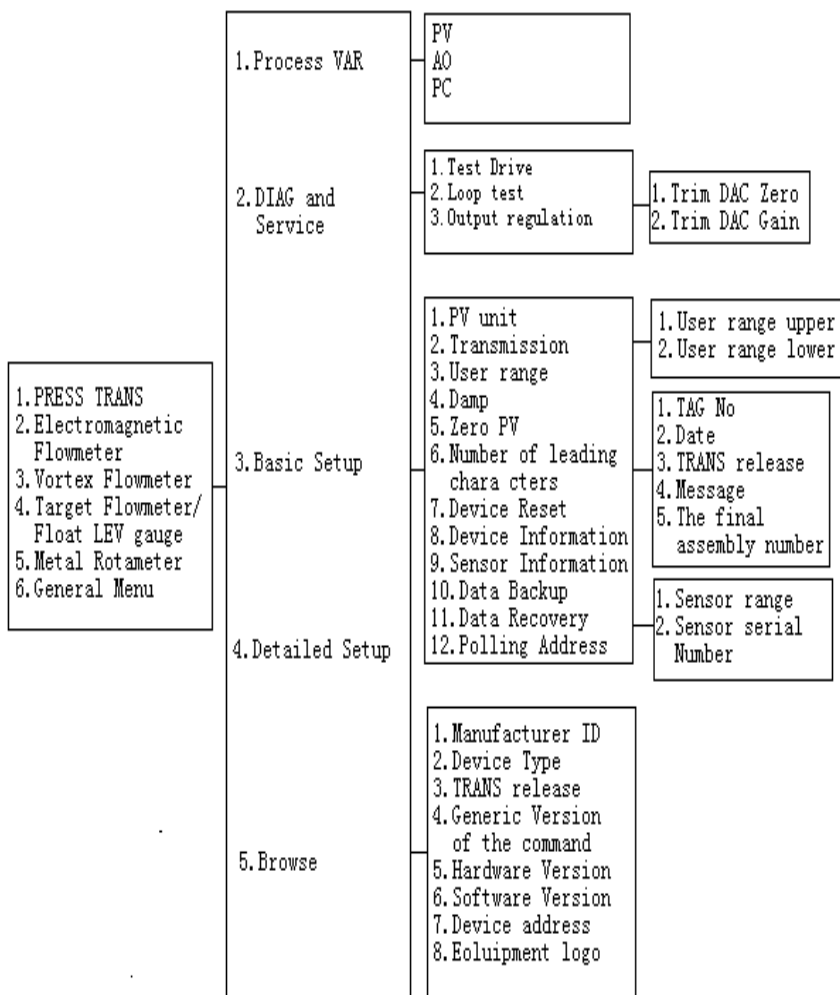 1.PRESS TRANS
2.Electromagnetic
Flowmeter
3.Vortex Flowmeter
4.Target Flowmeter/
Float LEV gauge
5.Metal Rotameter
6.General Menu
1.Process VAR
2.DIAG and
Service
3.Basic Setup
4.Detailed Setup
5.Browse
PV
AO
PC
1.Test Drive
2.Loop test
3.Output regulation
1.Trim DAC Zero
2.Trim DAC Gain
1.PV unit
2.Transmission
3.User range
4.Damp
5.Zero PV
6.Number of leading
chara cters
7.Device Reset
8.Device Information
9.Sensor Information
10.Data Backup
11.Data Recovery
12.Polling Address
1.User range upper
2.User range lower
1.TAG No
2.Date
3.TRANS release
4.Message
5.The final
assembly number
1.Sensor range
2.Sensor serial
Number
1.Manufacturer ID
2.Device Type
3.TRANS release
4.Generic Version
of the command
5.Hardware Version
6.Software Version
7.Device address
8.Eoluipment logo